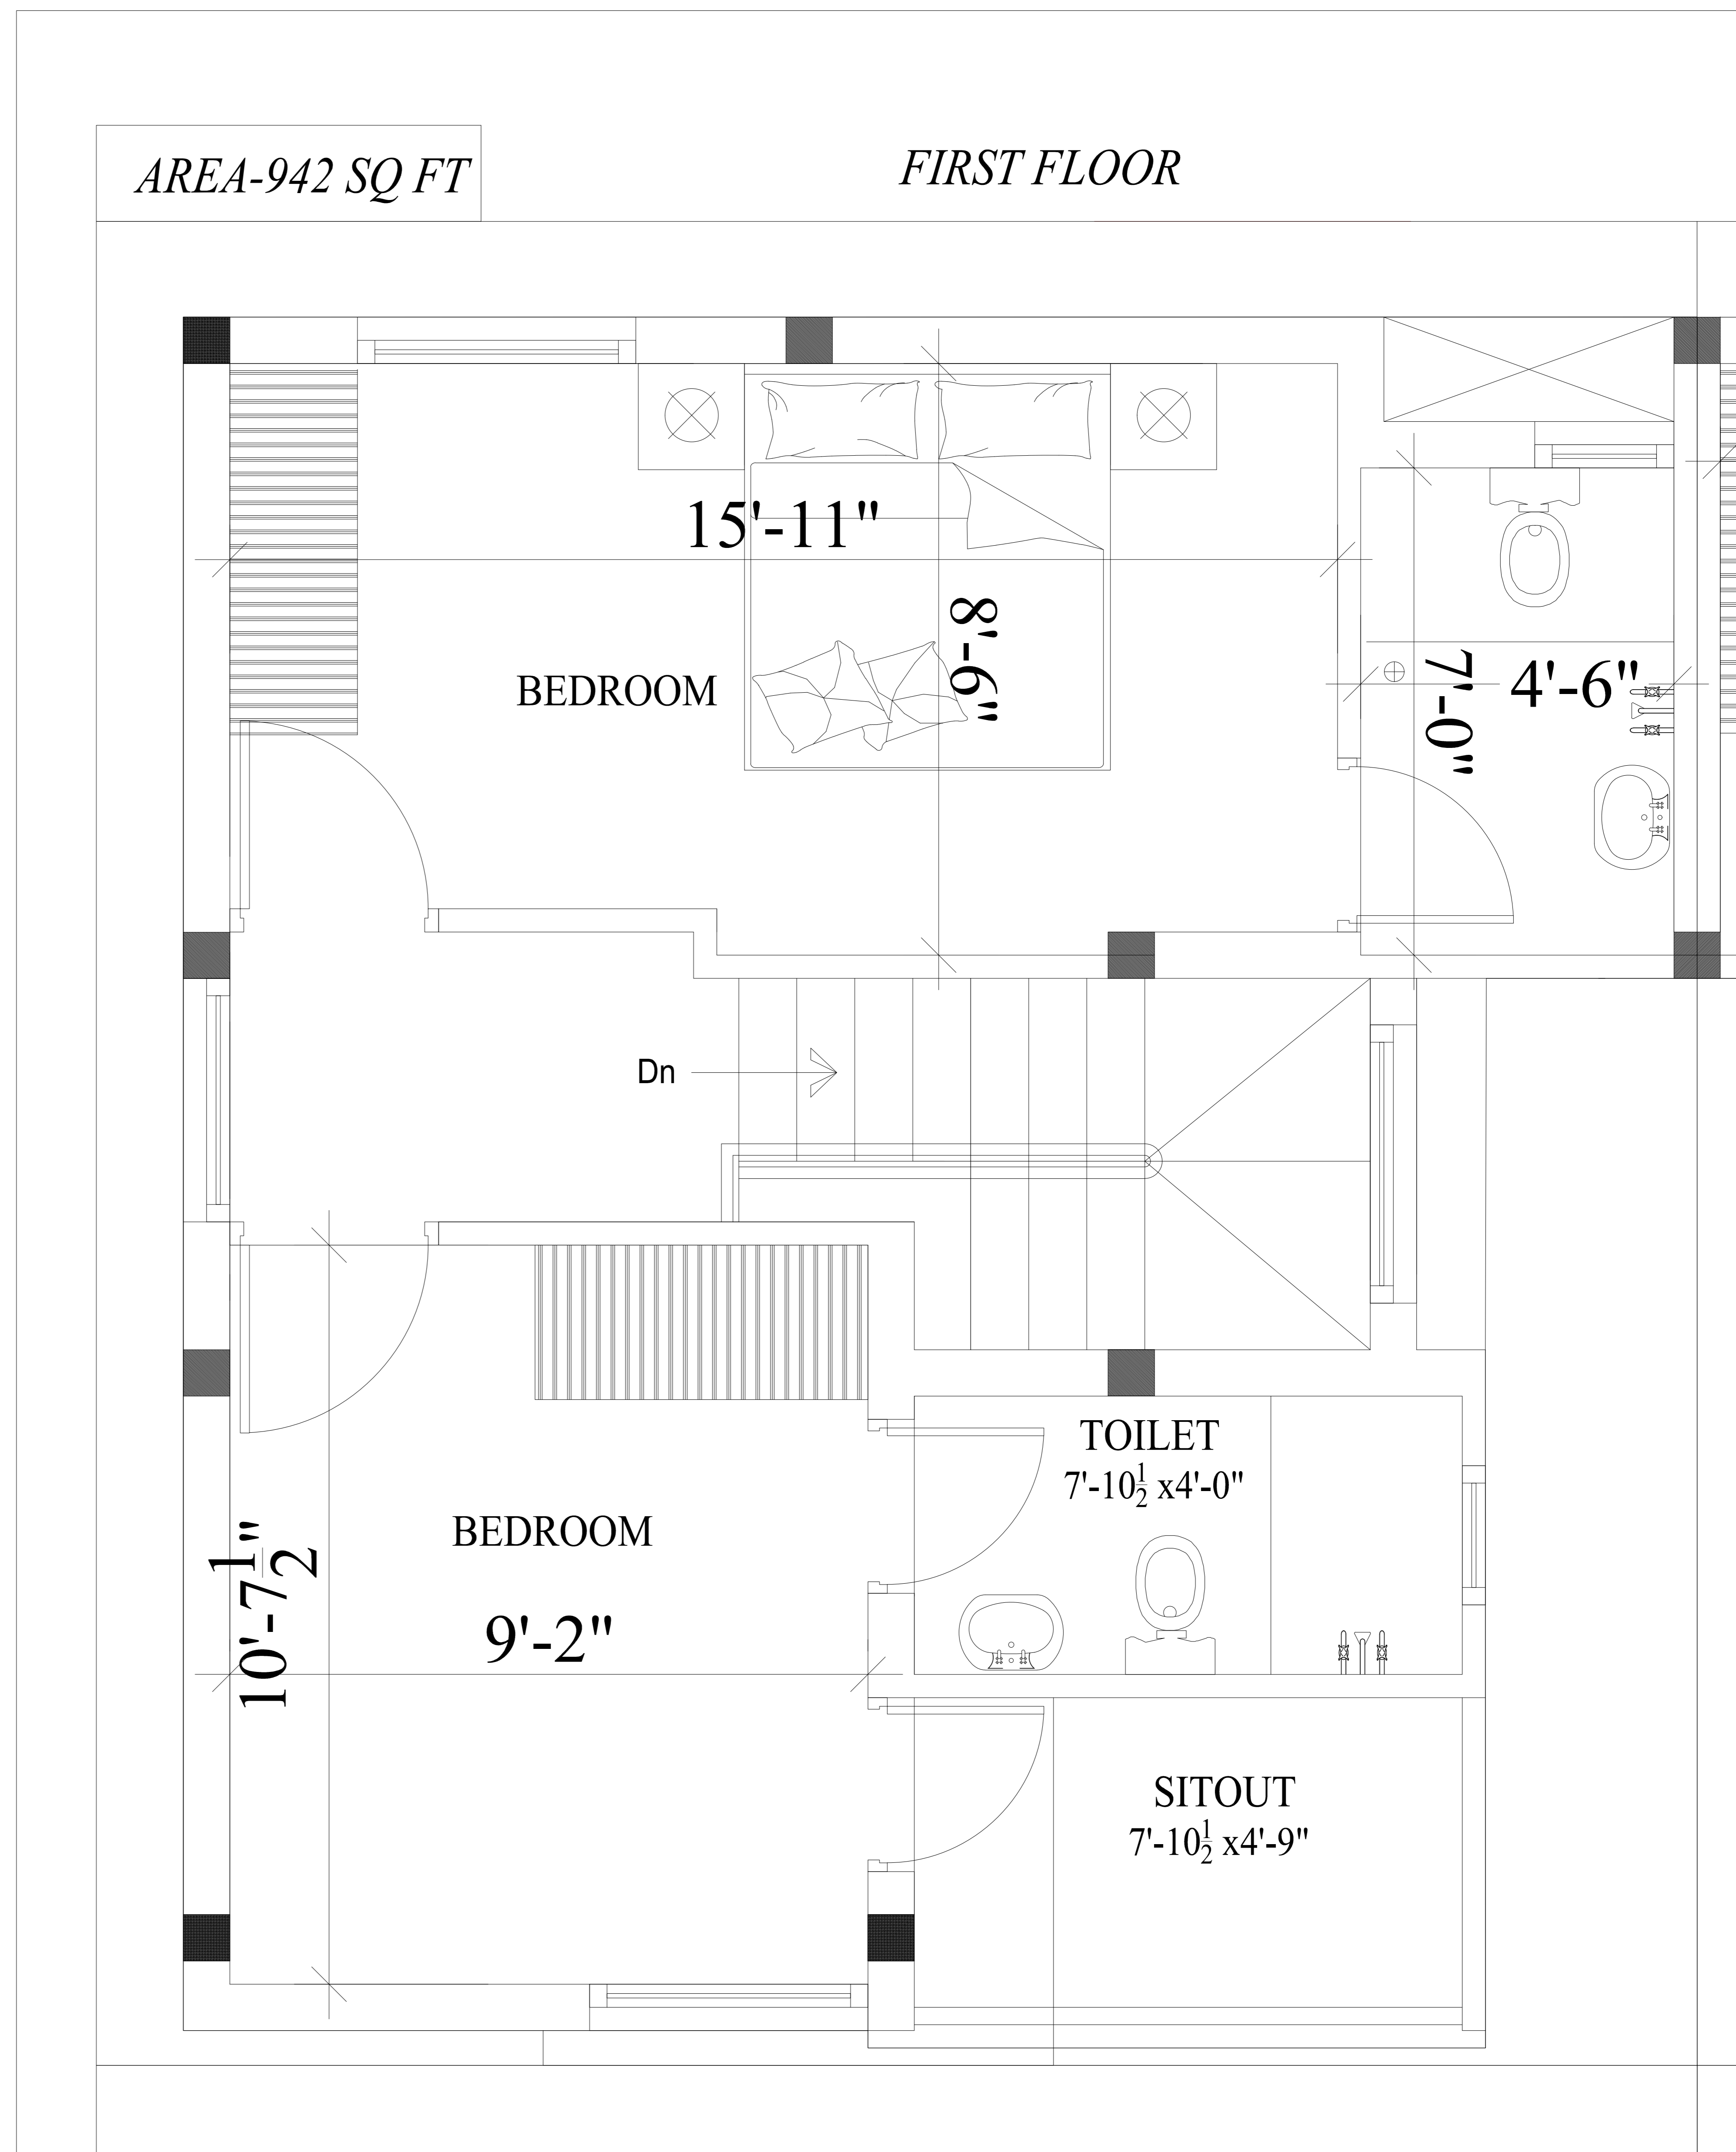 AREA-942 SQ FT
FIRST FLOOR
15'-11"
8'-6"
BEDROOM
7'-0"
4'-6"
Dn
TOILET
7'-10½ x4'-0"
BEDROOM
10'-7½"
9'-2"
SITOUT
7'-10½ x4'-9"